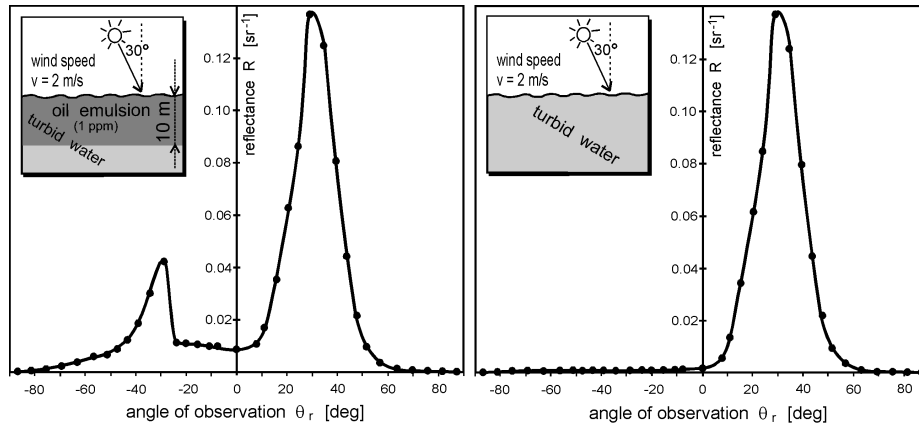 reflectance R [sr⁻¹]
30°
wind speed
v = 2 m/s
oil emulsion
(1 ppm)
turbid water
10 m
0.12
0.10
0.08
0.06
0.04
0.02
-80 -60 -40 -20 0 20 40 60 80
angle of observation θr [deg]
reflectance R [sr⁻¹]
30°
wind speed
v = 2 m/s
turbid water
0.12
0.10
0.08
0.06
0.04
0.02
-80 -60 -40 -20 0 20 40 60 80
angle of observation θr [deg]